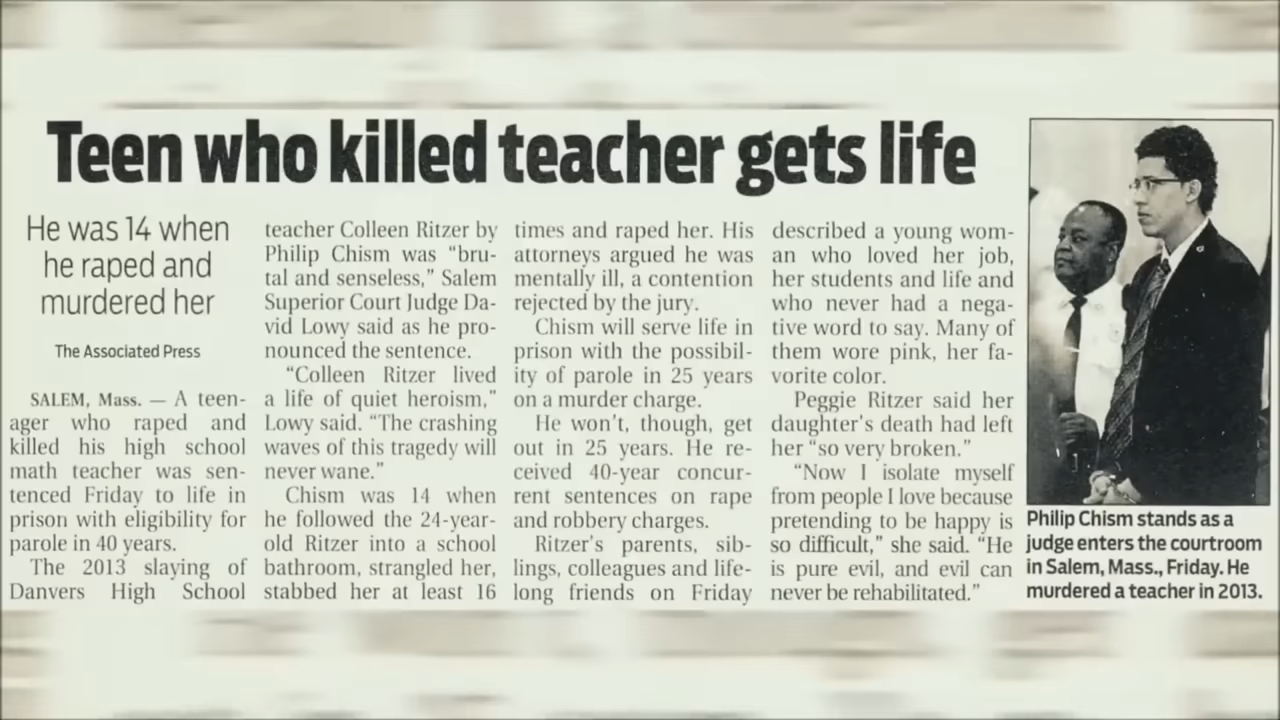 Teen who killed teacher gets life
He was 14 when
he raped and
murdered her
The Associated Press
SALEM, Mass. — A teen-
ager who raped and
killed his high school
math teacher was sen-
tenced Friday to life in
prison with eligibility for
parole in 40 years.
The 2013 slaying of
Danvers High School
teacher Colleen Ritzer by
Philip Chism was “bru-
tal and senseless,” Salem
Superior Court Judge Da-
vid Lowy said as he pro-
nounced the sentence.
“Colleen Ritzer lived
a life of quiet heroism,”
Lowy said. “The crashing
waves of this tragedy will
never wane.”
Chism was 14 when
he followed the 24-year-
old Ritzer into a school
bathroom, strangled her,
stabbed her at least 16
times and raped her. His
attorneys argued he was
mentally ill, a contention
rejected by the jury.
Chism will serve life in
prison with the possibil-
ity of parole in 25 years
on a murder charge.
He won’t, though, get
out in 25 years. He re-
ceived 40-year concur-
rent sentences on rape
and robbery charges.
Ritzer’s parents, sib-
lings, colleagues and life-
long friends on Friday
described a young wom-
an who loved her job,
her students and life and
who never had a nega-
tive word to say. Many of
them wore pink, her fa-
vorite color.
Peggie Ritzer said her
daughter’s death had left
her “so very broken.”
“Now I isolate myself
from people I love because
pretending to be happy is
so difficult,” she said. “He
is pure evil, and evil can
never be rehabilitated.”
Philip Chism stands as a
judge enters the courtroom
in Salem, Mass., Friday. He
murdered a teacher in 2013.